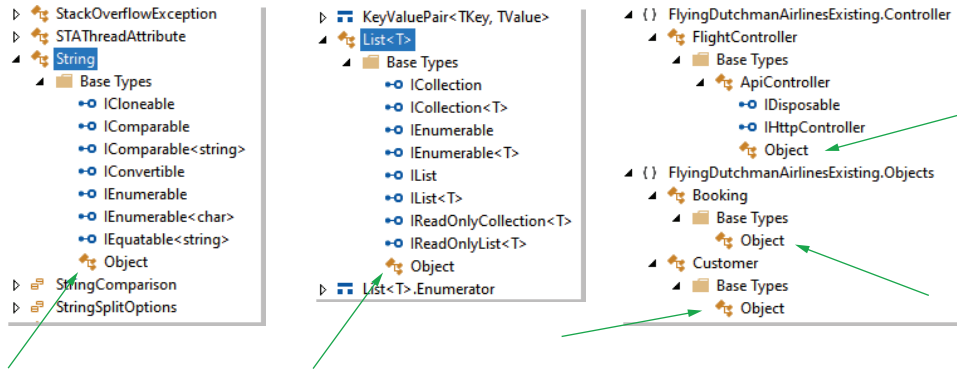 StackOverflowException
STAThreadAttribute
String
Base Types
ICloneable
IComparable
IComparable<string>
IConvertible
IEnumerable
IEnumerable<char>
IEquatable<string>
Object
StringComparison
StringSplitOptions
KeyValuePair<TKey, TValue>
List<T>
Base Types
ICollection
ICollection<T>
IEnumerable
IEnumerable<T>
IList
IList<T>
IReadOnlyCollection<T>
IReadOnlyList<T>
Object
List<T>.Enumerator
{ } FlyingDutchmanAirlinesExisting.Controller
FlightController
Base Types
ApiController
IDisposable
IHttpController
Object
{ } FlyingDutchmanAirlinesExisting.Objects
Booking
Base Types
Object
Customer
Base Types
Object